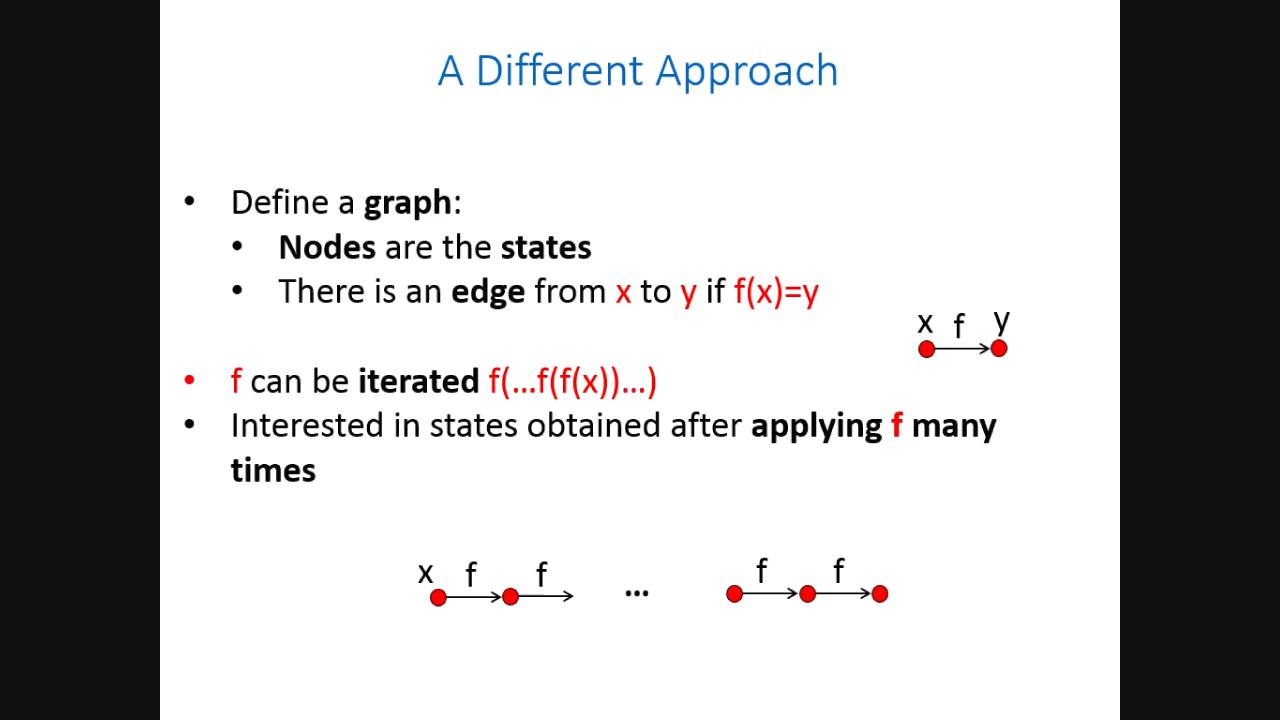 A Different Approach
• Define a graph:
• Nodes are the states
• There is an edge from x to y if f(x)=y
x f y
• f can be iterated f(...f(f(x))...)
• Interested in states obtained after applying f many
times
x f f ... f f